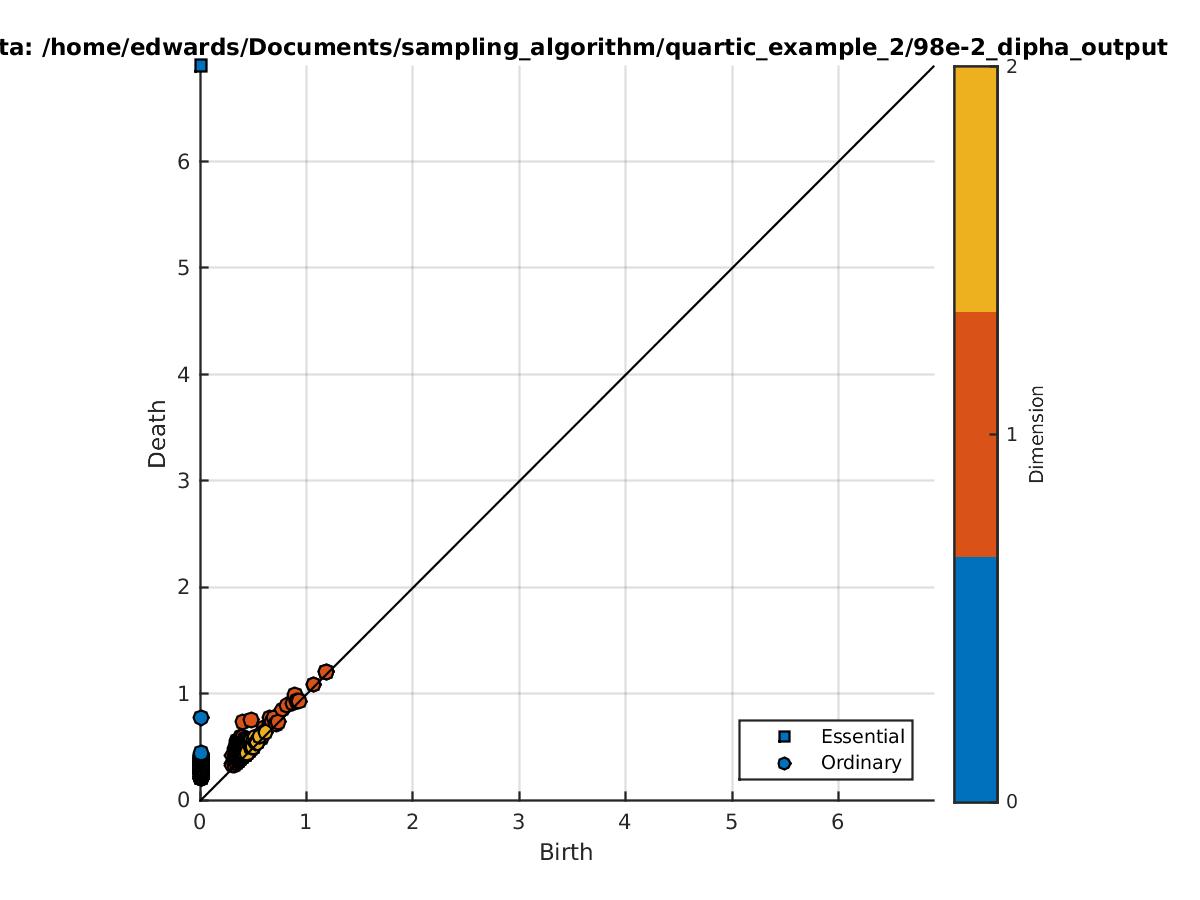 ta: /home/edwards/Documents/sampling_algorithm/quartic_example_2/98e-2_dipha_output
6
5
4
3
2
1
0
Death
0 1 2 3 4 5 6
Birth
Essential
Ordinary
2
1
0
Dimension